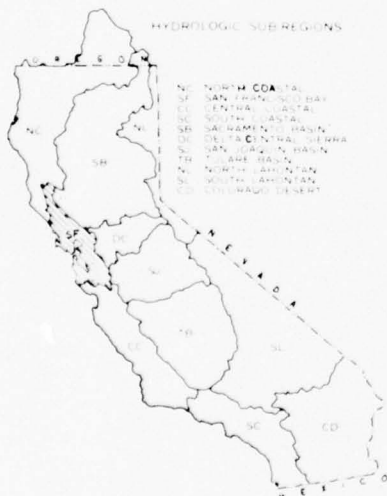 HYDROLOGIC SUB-REGIONS
OREGON
NC NORTH COASTAL
SF SAN FRANCISCO BAY
CC CENTRAL COASTAL
SC SOUTH COASTAL
SB SACRAMENTO BASIN
DC DELTA CENTRAL SIERRA
SJ SAN JOAQUIN BASIN
TB TULARE BASIN
NL NORTH LAHONTAN
SL SOUTH LAHONTAN
CD COLORADO DESERT
NC
NL
SB
NEVADA
SF
DC
SJ
TB
CC
SL
SC
CD
MEXICO